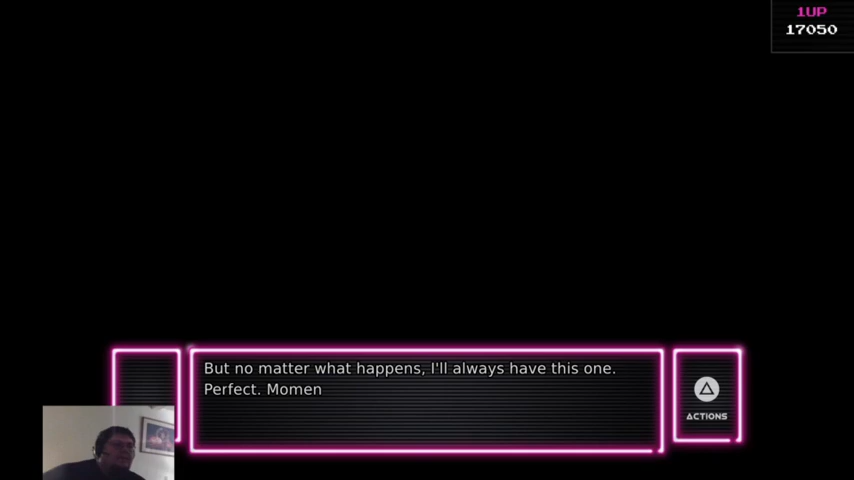 1UP
17050
But no matter what happens, I'll always have this one.
Perfect. Momen
ACTIONS